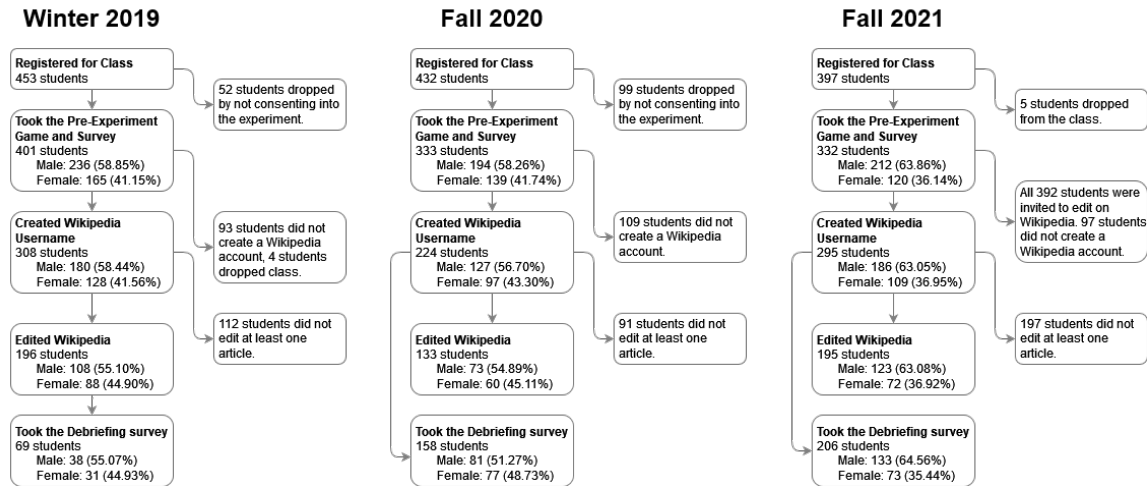 Winter 2019
Registered for Class
453 students
52 students dropped
by not consenting into
the experiment.
Took the Pre-Experiment
Game and Survey
401 students
Male: 236 (58.85%)
Female: 165 (41.15%)
93 students did not
create a Wikipedia
account, 4 students
dropped class.
Created Wikipedia
Username
308 students
Male: 180 (58.44%)
Female: 128 (41.56%)
112 students did not
edit at least one
article.
Edited Wikipedia
196 students
Male: 108 (55.10%)
Female: 88 (44.90%)
Took the Debriefing survey
69 students
Male: 38 (55.07%)
Female: 31 (44.93%)
Fall 2020
Registered for Class
432 students
99 students dropped
by not consenting into
the experiment.
Took the Pre-Experiment
Game and Survey
333 students
Male: 194 (58.26%)
Female: 139 (41.74%)
109 students did not
create a Wikipedia
account.
Created Wikipedia
Username
224 students
Male: 127 (56.70%)
Female: 97 (43.30%)
91 students did not
edit at least one
article.
Edited Wikipedia
133 students
Male: 73 (54.89%)
Female: 60 (45.11%)
Took the Debriefing survey
158 students
Male: 81 (51.27%)
Female: 77 (48.73%)
Fall 2021
Registered for Class
397 students
5 students dropped
from the class.
Took the Pre-Experiment
Game and Survey
332 students
Male: 212 (63.86%)
Female: 120 (36.14%)
All 392 students were
invited to edit on
Wikipedia. 97 students
did not create a
Wikipedia account.
Created Wikipedia
Username
295 students
Male: 186 (63.05%)
Female: 109 (36.95%)
197 students did not
edit at least one
article.
Edited Wikipedia
195 students
Male: 123 (63.08%)
Female: 72 (36.92%)
Took the Debriefing survey
206 students
Male: 133 (64.56%)
Female: 73 (35.44%)